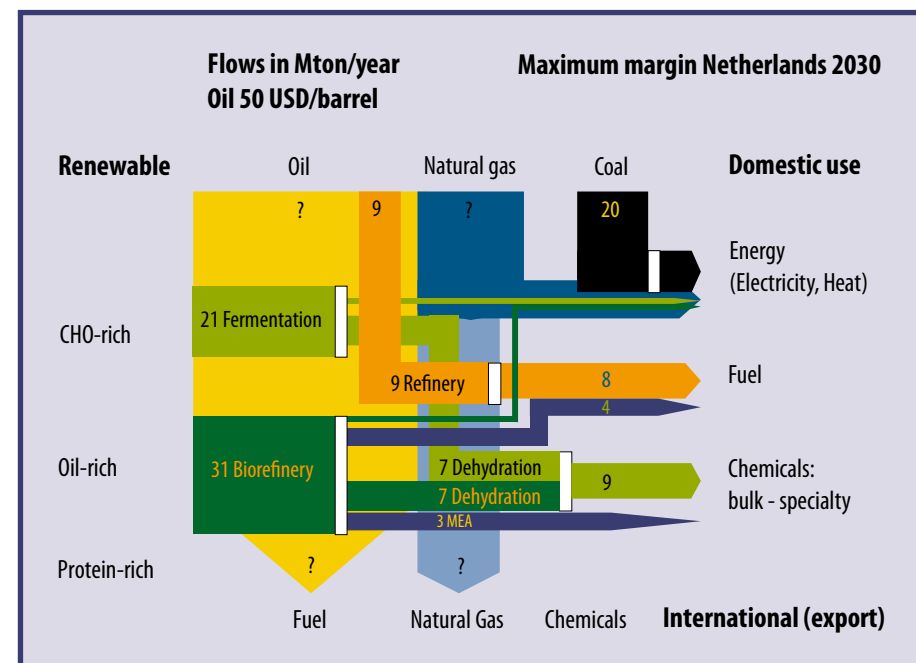 Flows in Mton/year
Oil 50 USD/barrel
Maximum margin Netherlands 2030
Renewable
Oil
Natural gas
Coal
Domestic use
?
9
?
20
Energy
(Electricity, Heat)
21 Fermentation
CHO-rich
9 Refinery
8
Fuel
4
Oil-rich
31 Biorefinery
7 Dehydration
7 Dehydration
9
Chemicals:
bulk - specialty
3 MEA
Protein-rich
?
?
Fuel
Natural Gas
Chemicals
International (export)